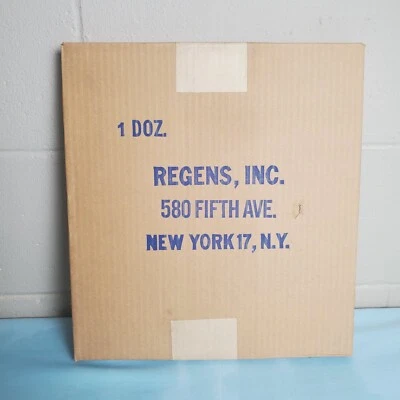 1 DOZ.
REGENS, INC.
580 FIFTH AVE.
NEW YORK 17, N.Y.